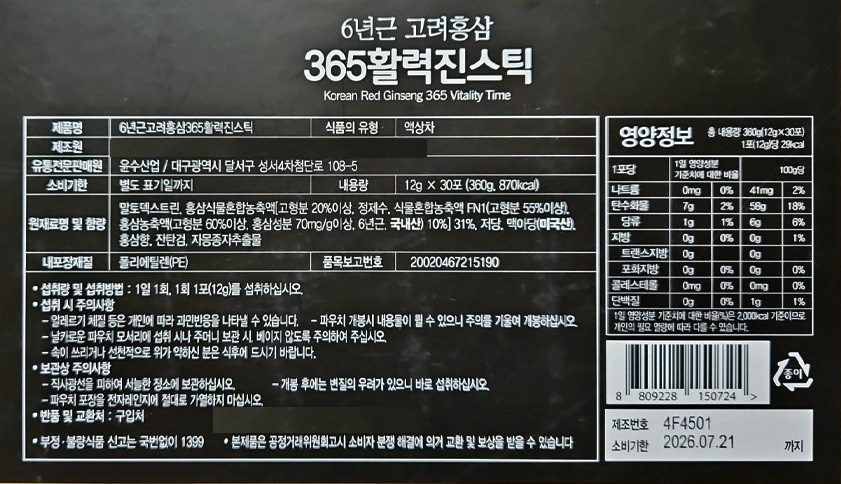 6년근 고려홍삼
365활력진스틱
Korean Red Ginseng 365 Vitality Time
제품명 6년근고려홍삼365활력진스틱 식품의 유형 액상차
제조원
유통전문판매원 윤수산업 / 대구광역시 달서구 성서4차첨단로 108-5
소비기한 별도 표기일까지 내용량 12g × 30포 (360g, 870kcal)
원재료명 및 함량 말토덱스트린, 홍삼식물혼합농축액[고형분 20%이상, 정제수, 식물혼합농축액 FN1(고형분 55%이상),
홍삼농축액(고형분 60%이상, 홍삼성분 70mg/g이상, 6년근, 국내산) 10%] 31%, 저당, 맥아당(미국산),
홍삼향, 잔탄검, 자몽종자추출물
내포장재질 폴리에틸렌(PE) 품목보고번호 20020467215190
• 섭취량 및 섭취방법 : 1일 1회, 1회 1포(12g)를 섭취하십시오.
• 섭취 시 주의사항
- 알레르기 체질 등은 개인에 따라 과민반응을 나타낼 수 있습니다. - 파우치 개봉시 내용물이 튈 수 있으니 주의를 기울여 개봉하십시오.
- 날카로운 파우치 모서리에 섭취 시나 주머니 보관 시, 베이지 않도록 주의하여 주십시오.
- 속이 쓰리거나 선천적으로 위가 약하신 분은 식후에 드시기 바랍니다.
• 보관상 주의사항
- 직사광선을 피하여 서늘한 장소에 보관하십시오. - 개봉 후에는 변질의 우려가 있으니 바로 섭취하십시오.
- 파우치 포장을 전자레인지에 절대로 가열하지 마십시오.
• 반품 및 교환처 : 구입처
• 부정·불량식품 신고는 국번없이 1399 • 본제품은 공정거래위원회고시 소비자 분쟁 해결에 의거 교환 및 보상을 받을 수 있습니다
영양정보 총 내용량 360g(12g×30포)
1포(12g)당 29kcal
1포당 1일 영양성분 기준치에 대한 비율 100g당
나트륨 0mg 0% 41mg 2%
탄수화물 7g 2% 58g 18%
당류 1g 1% 6g 6%
지방 0g 0% 0g 1%
트랜스지방 0g 0g
포화지방 0g 0% 0g 0%
콜레스테롤 0mg 0% 0mg 0%
단백질 0g 0% 1g 1%
1일 영양성분 기준치에 대한 비율(%)은 2,000kcal 기준이므로
개인의 필요 열량에 따라 다를 수 있습니다.
종이
8 809228 150724 >
제조번호 4F4501
소비기한 2026.07.21 까지